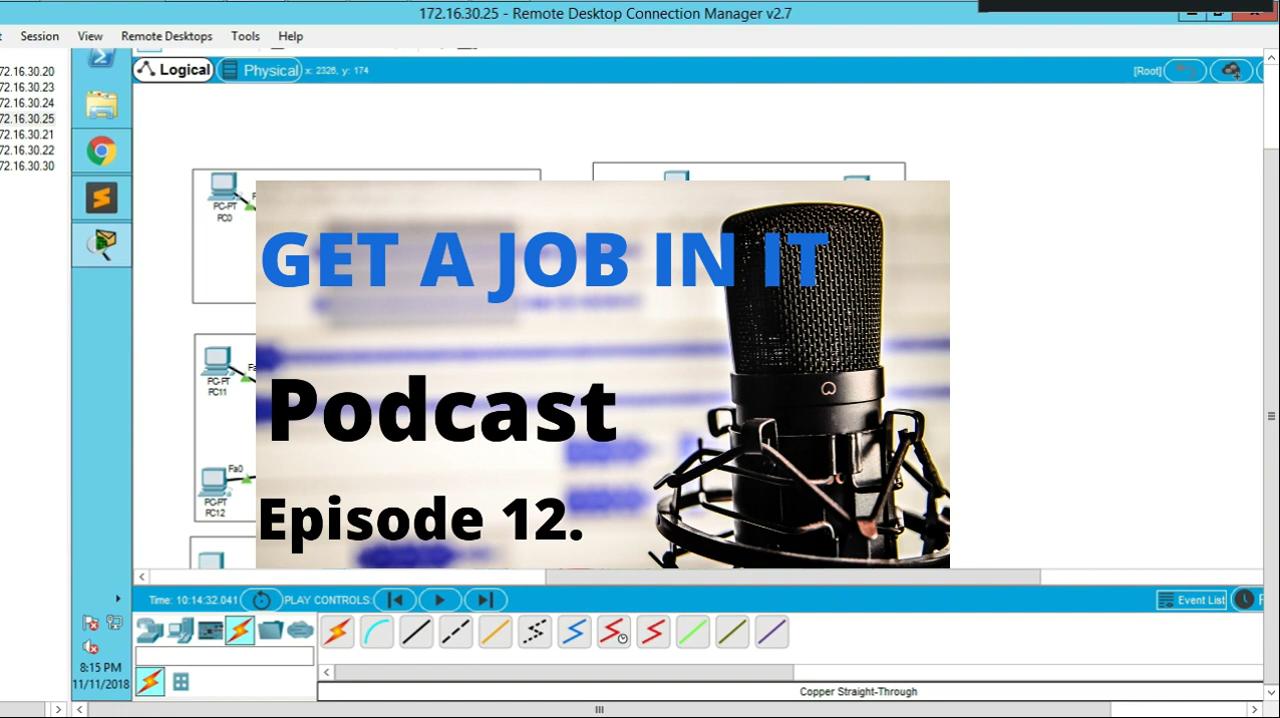 172.16.30.25 - Remote Desktop Connection Manager v2.7
Session View Remote Desktops Tools Help
72.16.30.20
72.16.30.23
72.16.30.24
72.16.30.25
72.16.30.21
72.16.30.22
72.16.30.30
Logical Physical x: 2326, y: 174 [Root]
PC-PT
PC0
PC-PT
PC11
Fa0
PC-PT
PC12
GET A JOB IN IT
Podcast
Episode 12.
Time: 10:14:32.041 PLAY CONTROLS: Event List
8:15 PM
11/11/2018
Copper Straight-Through